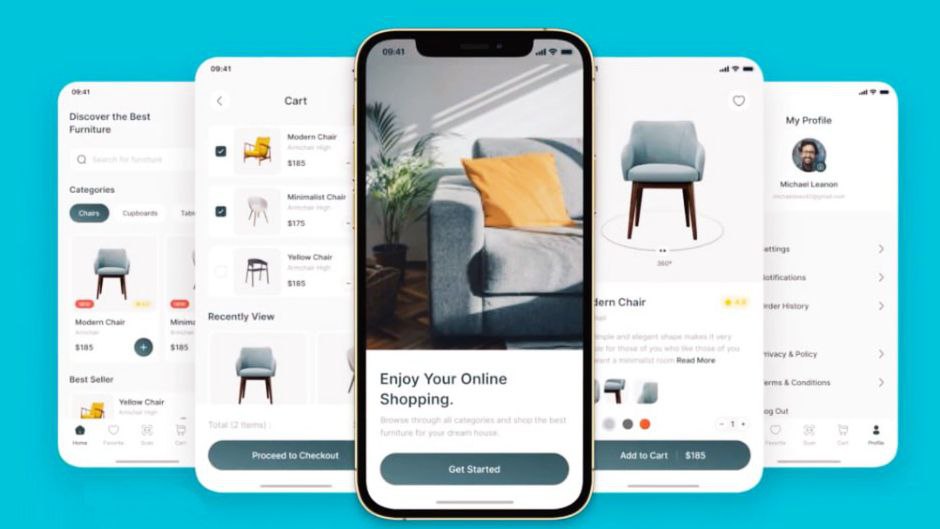 09:41
Discover the Best
Furniture
Search for furniture
Categories
Chairs
Cupboards
Tabl
Modern Chair
Armchair
$185
Minima
Armchair
$185
Best Seller
Yellow Chair
Armchair High
Home
Favorite
Scan
Cart
09:41
Cart
Modern Chair
Armchair High
$185
Minimalist Chair
Armchair High
$175
Yellow Chair
Armchair High
$185
Recently View
Total (2 Items) :
Proceed to Checkout
09:41
Enjoy Your Online
Shopping.
Browse through all categories and shop the best
furniture for your dream house.
Get Started
360°
dern Chair
imple and elegant shape makes it very
le for those of you who like those of you
ant a minimalist room Read More
- 1 +
Add to Cart
$185
My Profile
Michael Leanon
ettings
otifications
rder History
rivacy & Policy
erms & Conditions
og Out
Favorite
Scan
Cart
Profile